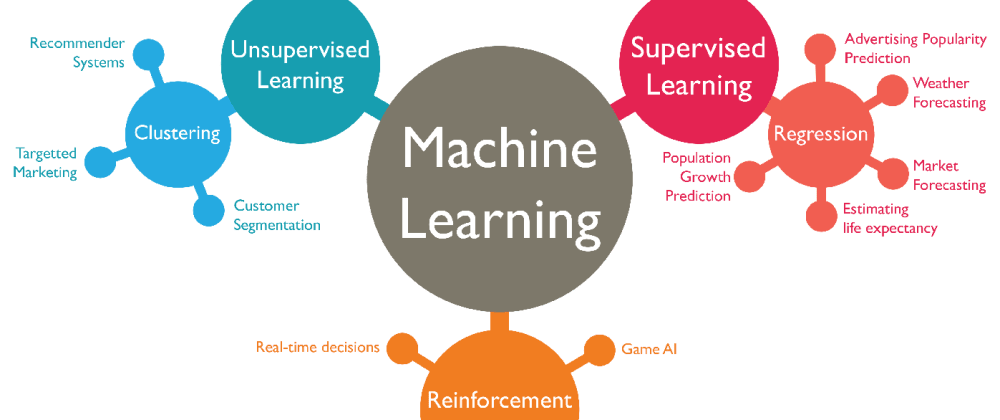 Recommender
Systems
Unsupervised
Learning
Clustering
Targetted
Marketing
Customer
Segmentation
Machine
Learning
Supervised
Learning
Regression
Advertising Popularity
Prediction
Weather
Forecasting
Population
Growth
Prediction
Market
Forecasting
Estimating
life expectancy
Real-time decisions
Game AI
Reinforcement